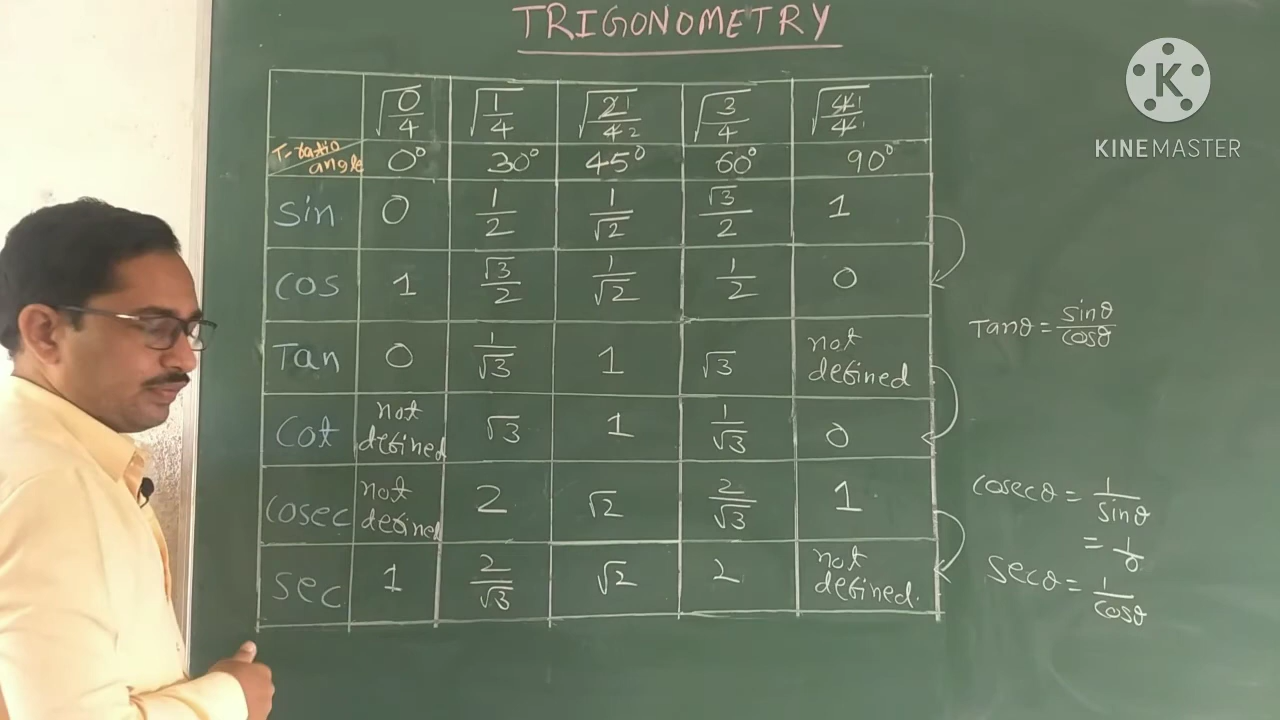 TRIGONOMETRY
K
KINEMASTER
√0/4 √1/4 √2̶1/4̶2 √3/4 √4̶1/4̶1
T-ratio angle 0° 30° 45° 60° 90°
sin 0 1/2 1/√2 √3/2 1
cos 1 √3/2 1/√2 1/2 0
Tan 0 1/√3 1 √3 not defined
Tanθ = sinθ/cosθ
cot not defined √3 1 1/√3 0
cosec not defined 2 √2 2/√3 1
cosecθ = 1/sinθ
= 1/0
sec 1 2/√3 √2 2 not defined.
secθ = 1/cosθ